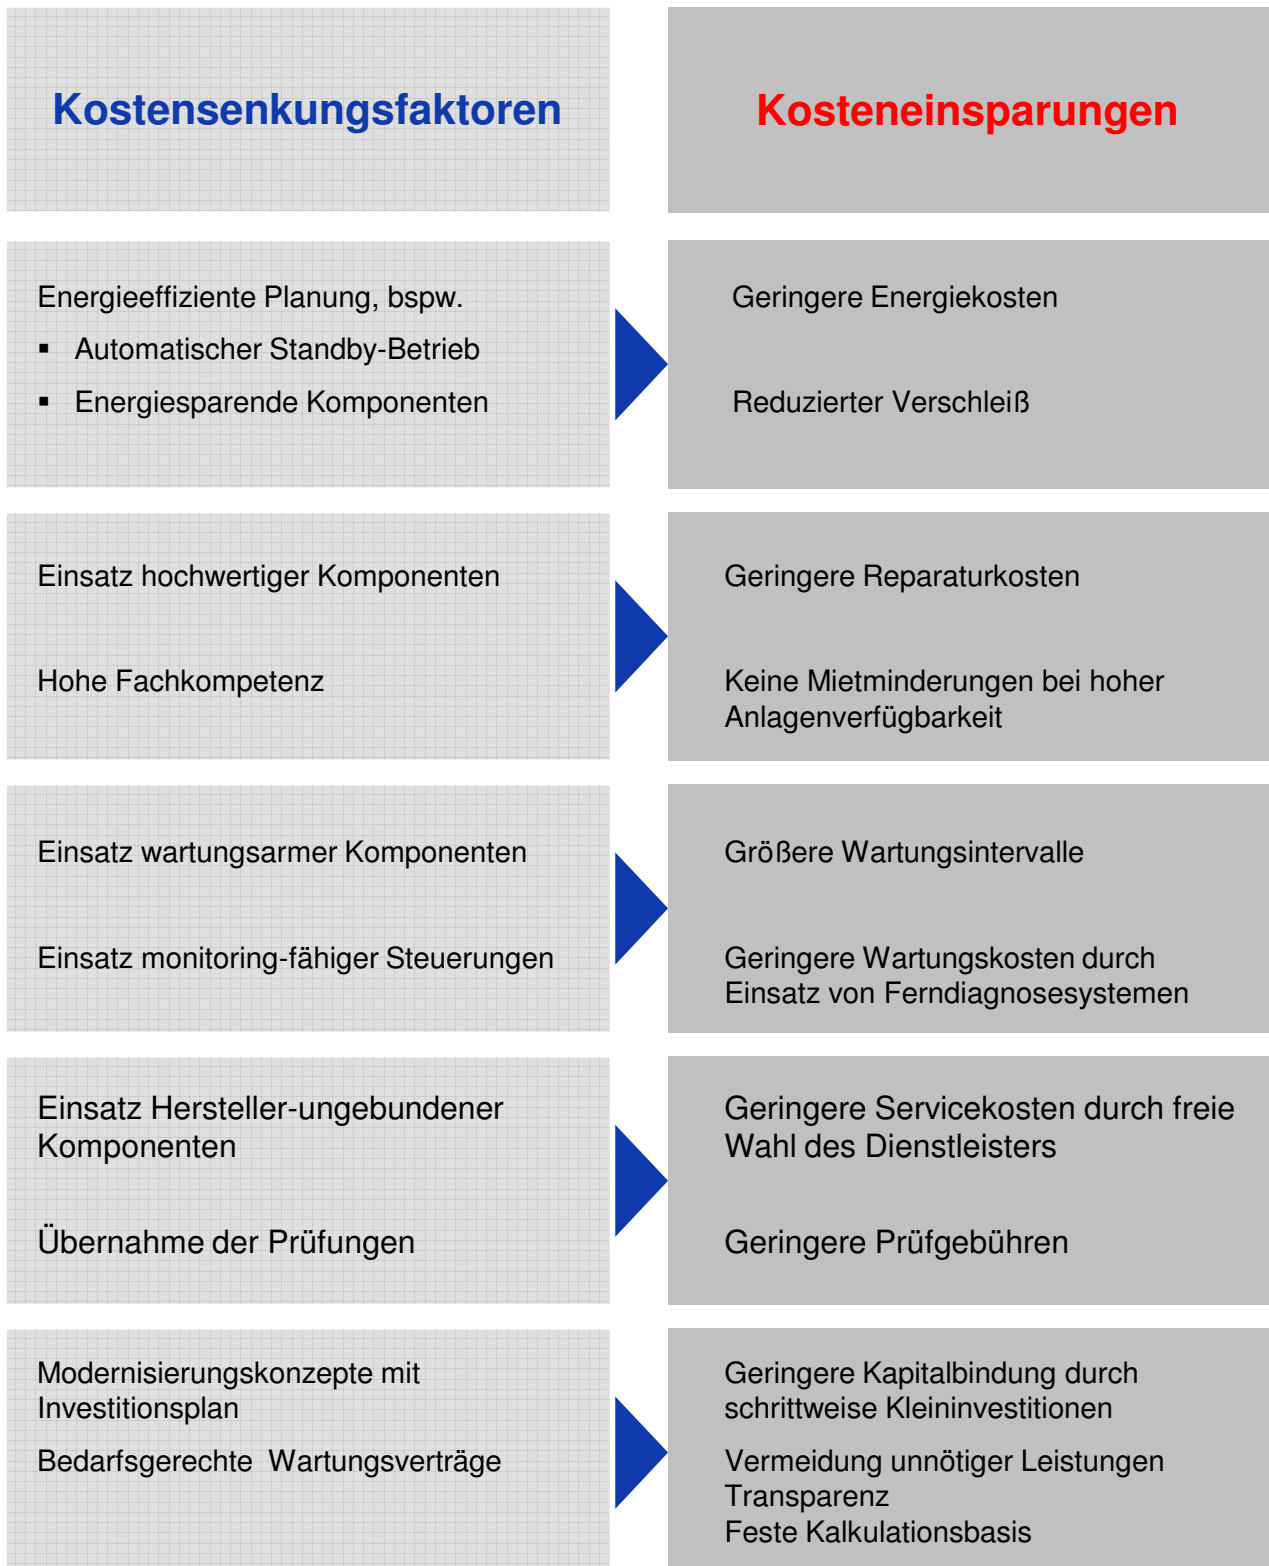 Kostensenkungsfaktoren
Kosteneinsparungen
Energieeffiziente Planung, bspw.
▪ Automatischer Standby-Betrieb
▪ Energiesparende Komponenten
Geringere Energiekosten
Reduzierter Verschleiß
Einsatz hochwertiger Komponenten
Hohe Fachkompetenz
Geringere Reparaturkosten
Keine Mietminderungen bei hoher
Anlagenverfügbarkeit
Einsatz wartungsarmer Komponenten
Einsatz monitoring-fähiger Steuerungen
Größere Wartungsintervalle
Geringere Wartungskosten durch
Einsatz von Ferndiagnosesystemen
Einsatz Hersteller-ungebundener
Komponenten
Übernahme der Prüfungen
Geringere Servicekosten durch freie
Wahl des Dienstleisters
Geringere Prüfgebühren
Modernisierungskonzepte mit
Investitionsplan
Bedarfsgerechte Wartungsverträge
Geringere Kapitalbindung durch
schrittweise Kleininvestitionen
Vermeidung unnötiger Leistungen
Transparenz
Feste Kalkulationsbasis